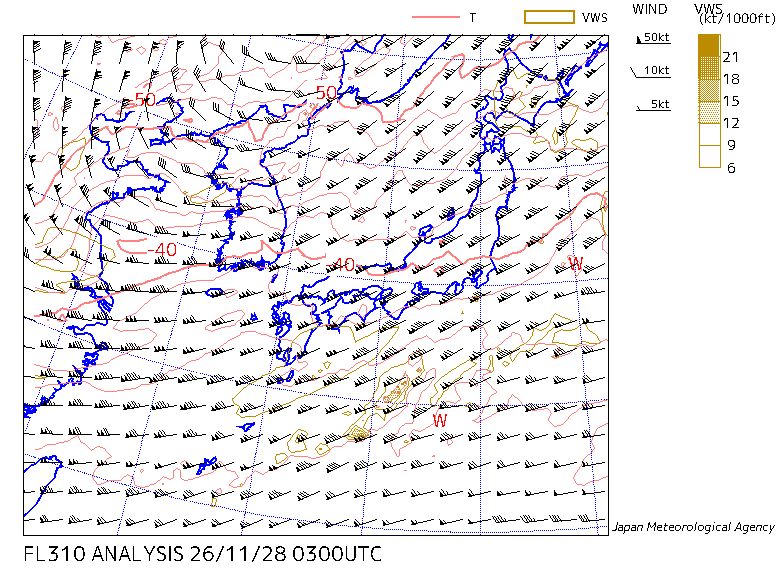 T
VWS
WIND
VWS
(kt/1000ft)
50kt
10kt
5kt
21
18
15
12
9
6
-50
50
-40
-40
W
W
Japan Meteorological Agency
FL310 ANALYSIS 26/11/28 0300UTC